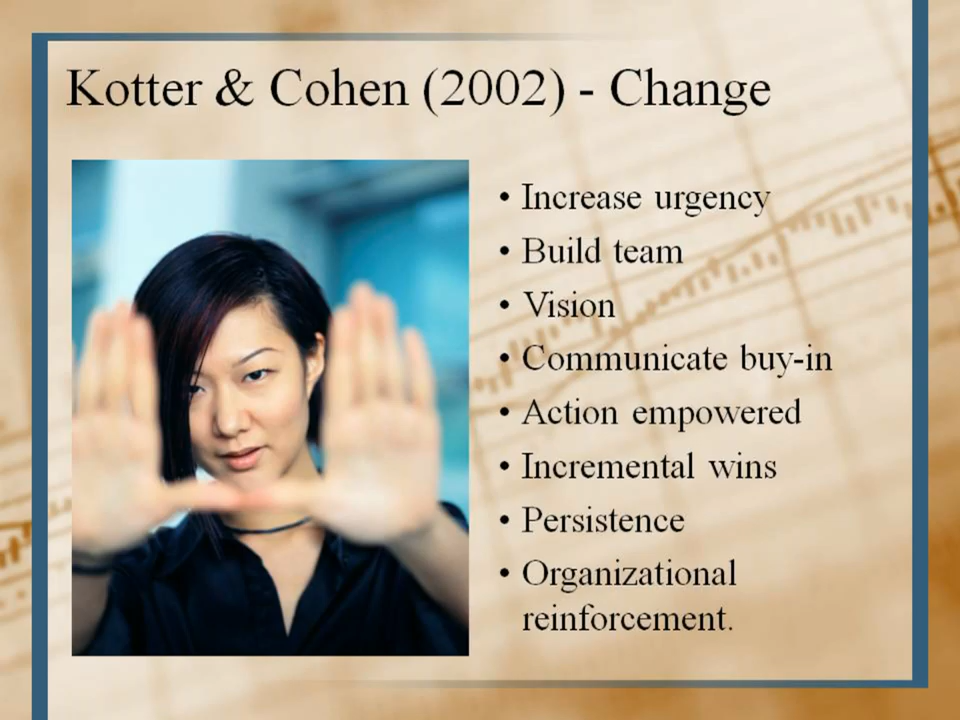 Kotter & Cohen (2002) - Change
• Increase urgency
• Build team
• Vision
• Communicate buy-in
• Action empowered
• Incremental wins
• Persistence
• Organizational
reinforcement.